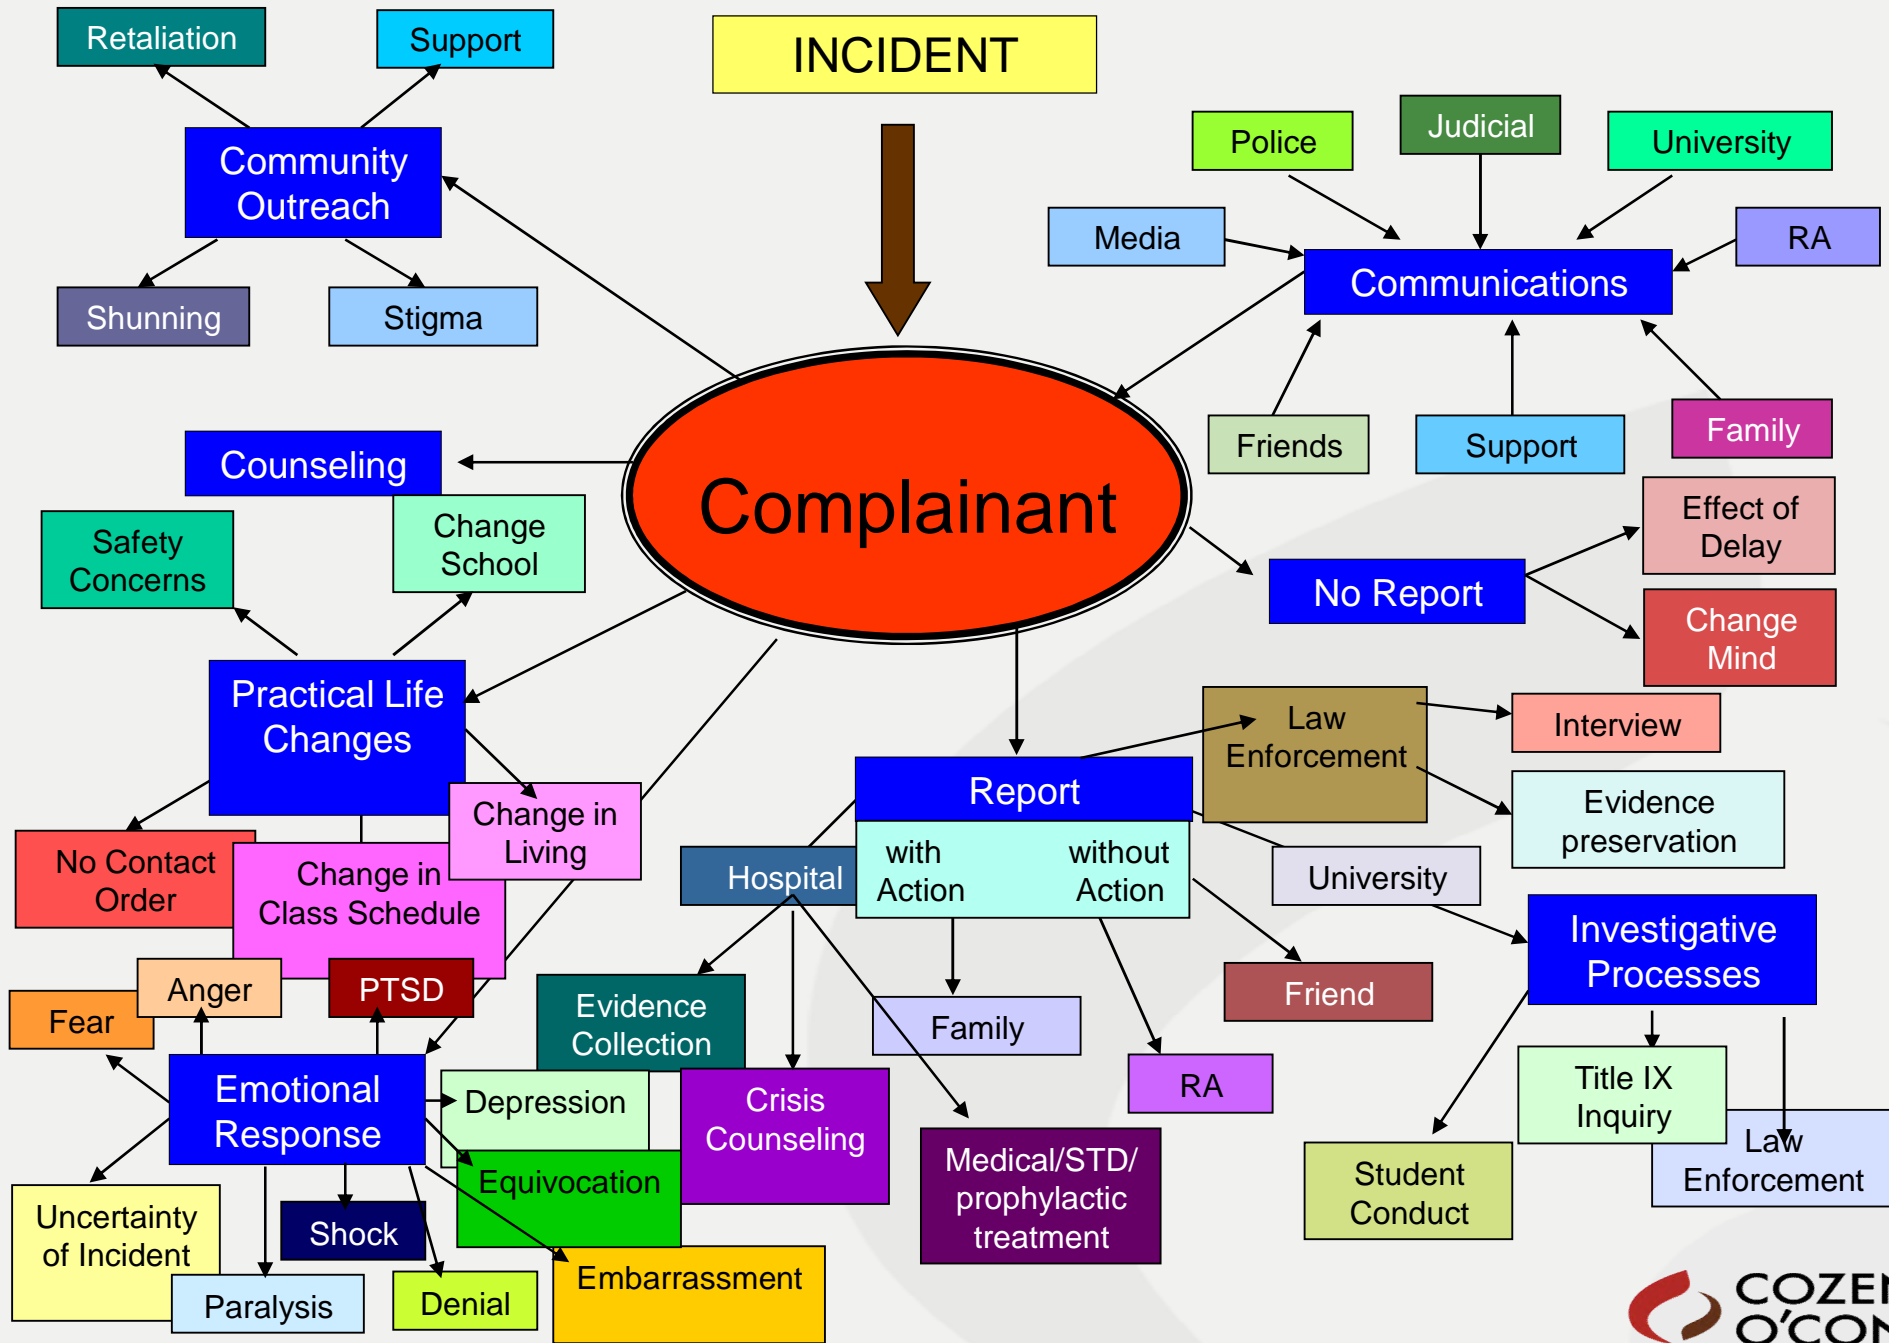 Retaliation
Support
INCIDENT
Community
Outreach
Police
Judicial
University
Media
RA
Communications
Shunning
Stigma
Friends
Support
Family
Counseling
Complainant
Safety
Concerns
Change
School
Effect of
Delay
No Report
Change
Mind
Practical Life
Changes
Law
Enforcement
Interview
Report
Evidence
preservation
Change in
Living
No Contact
Order
Change in
Class Schedule
Hospital
with
Action
without
Action
University
Investigative
Processes
Anger
PTSD
Fear
Evidence
Collection
Family
Friend
Emotional
Response
Depression
Crisis
Counseling
RA
Title IX
Inquiry
Law
Enforcement
Equivocation
Medical/STD/
prophylactic
treatment
Student
Conduct
Uncertainty
of Incident
Shock
Paralysis
Denial
Embarrassment
COZEN
O'CON